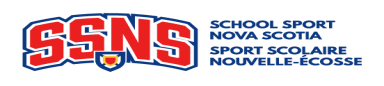 SSNS
SCHOOL SPORT
NOVA SCOTIA
SPORT SCOLAIRE
NOUVELLE-ÉCOSSE